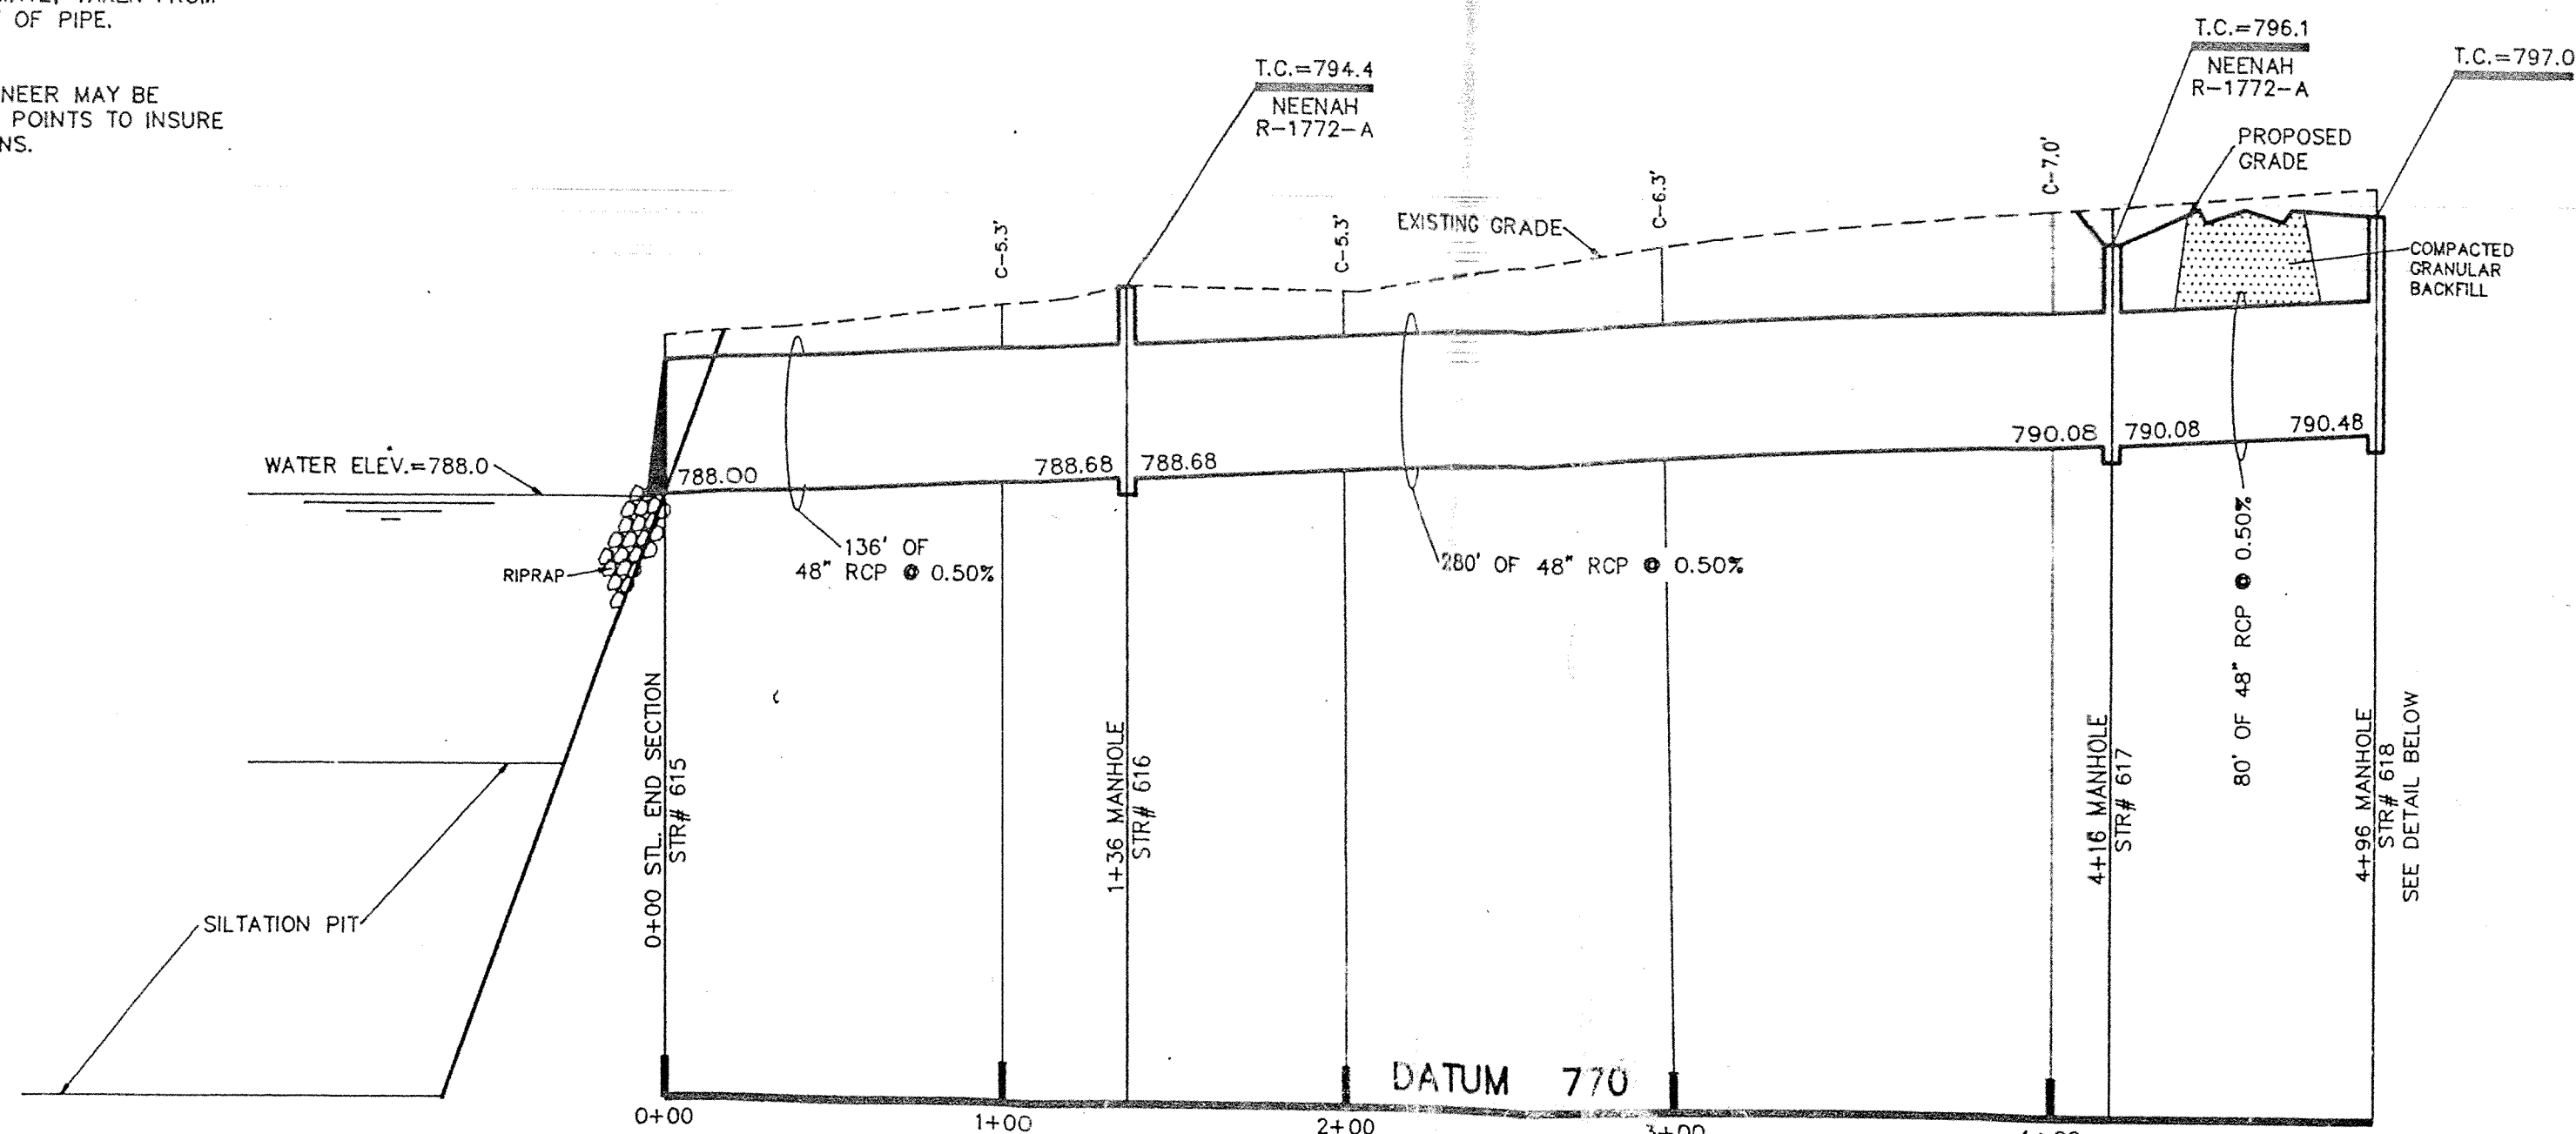 TAKEN FROM
OF PIPE.
NEER MAY BE
POINTS TO INSURE
NS.
T.C.=794.4
NEENAH
R-1772-A
T.C.=796.1
NEENAH
R-1772-A
T.C.=797.0
PROPOSED
GRADE
C-5.3'
C-5.3'
C-6.3'
C-7.0'
EXISTING GRADE
COMPACTED
GRANULAR
BACKFILL
WATER ELEV.=788.0
788.00
788.68
788.68
790.08
790.08
790.48
RIPRAP
136' OF
48" RCP @ 0.50%
280' OF 48" RCP @ 0.50%
80' OF 48" RCP @ 0.50%
SILTATION PIT
0+00 STL. END SECTION
STR# 615
1+36 MANHOLE
STR# 616
4+16 MANHOLE
STR# 617
4+96 MANHOLE
STR# 618
SEE DETAIL BELOW
DATUM 770
0+00
1+00
2+00
3+00